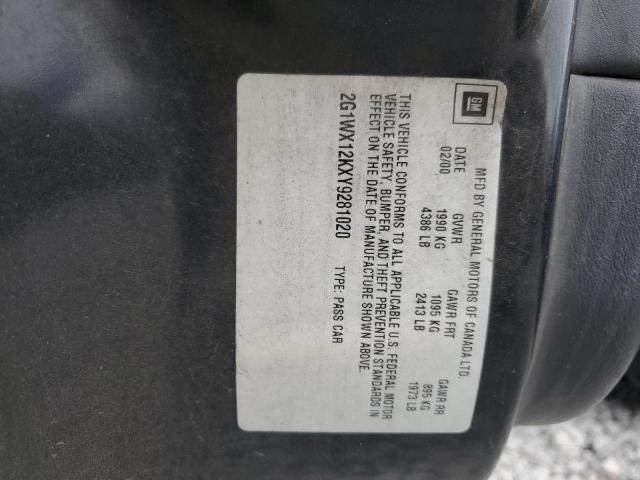 GM
MFD BY GENERAL MOTORS OF CANADA LTD.
DATE GVWR GAWR FRT GAWR RR
02/00 1990 KG 1095 KG 895 KG
4386 LB 2413 LB 1973 LB
THIS VEHICLE CONFORMS TO ALL APPLICABLE U.S. FEDERAL MOTOR
VEHICLE SAFETY, BUMPER, AND THEFT PREVENTION STANDARDS IN
EFFECT ON THE DATE OF MANUFACTURE SHOWN ABOVE.
2G1WX12KXY9281020 TYPE: PASS CAR